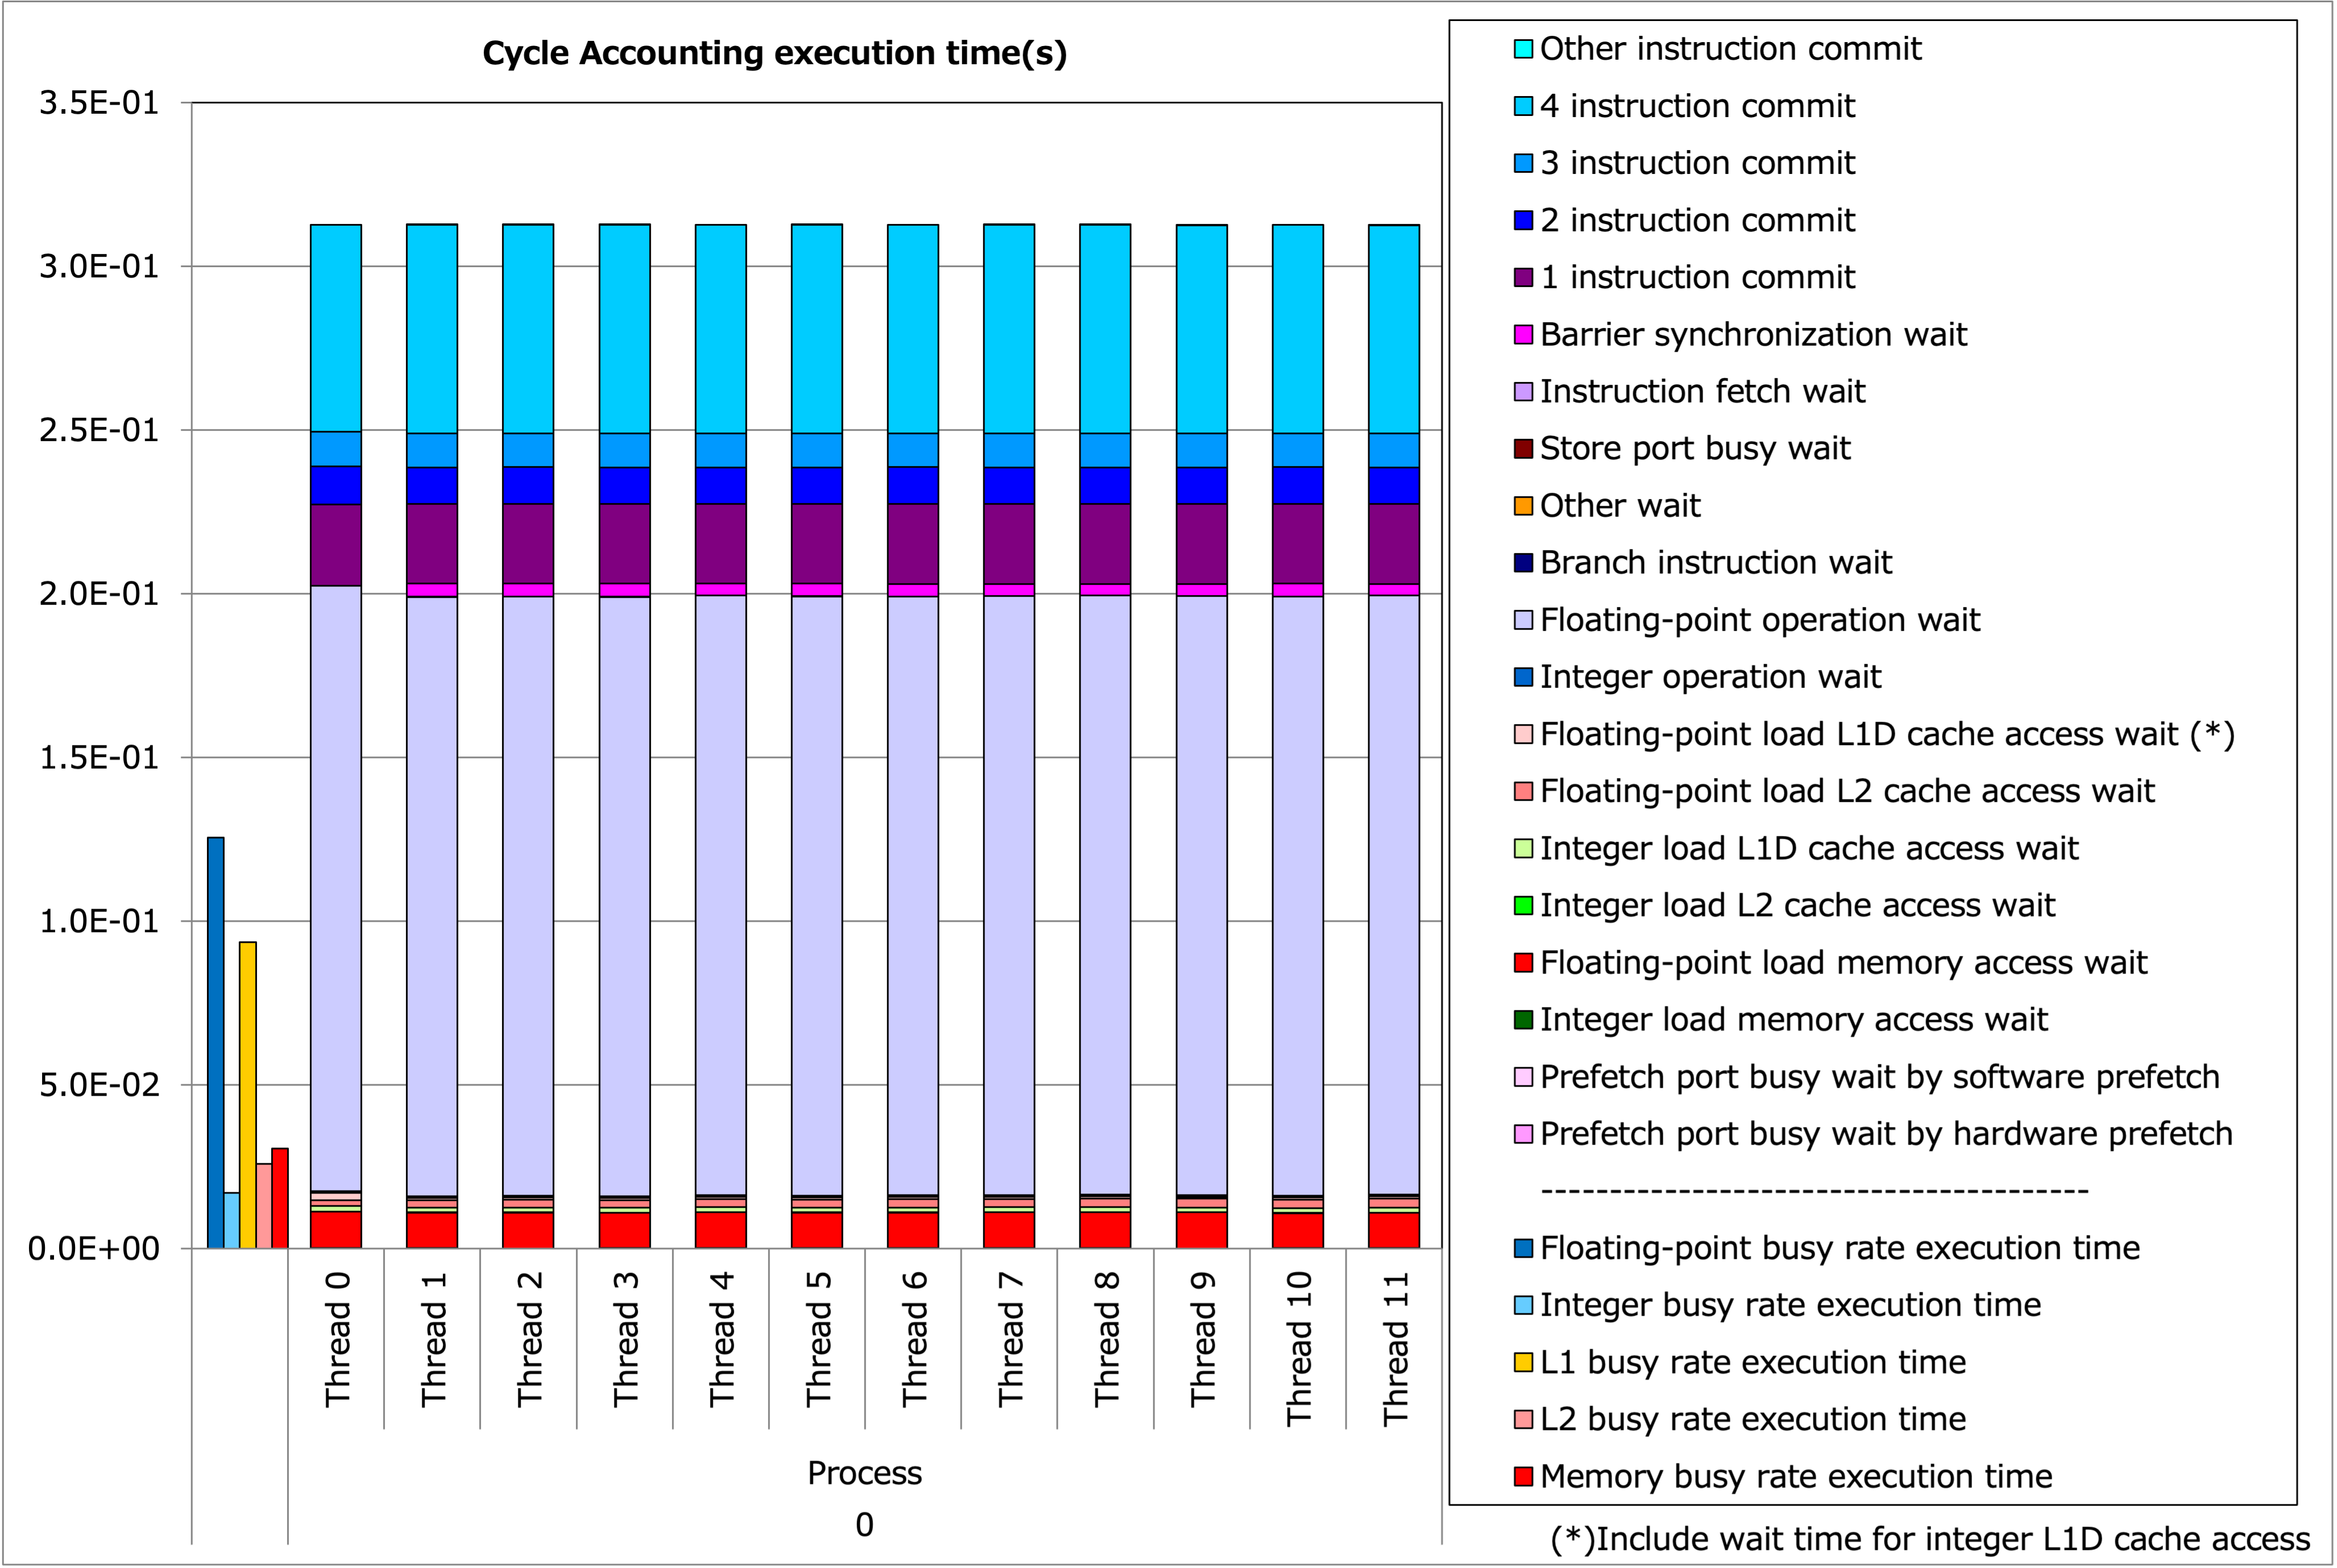 Cycle Accounting execution time(s)
3.5E-01
3.0E-01
2.5E-01
2.0E-01
1.5E-01
1.0E-01
5.0E-02
0.0E+00
Thread 0
Thread 1
Thread 2
Thread 3
Thread 4
Thread 5
Thread 6
Thread 7
Thread 8
Thread 9
Thread 10
Thread 11
Process
0
Other instruction commit
4 instruction commit
3 instruction commit
2 instruction commit
1 instruction commit
Barrier synchronization wait
Instruction fetch wait
Store port busy wait
Other wait
Branch instruction wait
Floating-point operation wait
Integer operation wait
Floating-point load L1D cache access wait (*)
Floating-point load L2 cache access wait
Integer load L1D cache access wait
Integer load L2 cache access wait
Floating-point load memory access wait
Integer load memory access wait
Prefetch port busy wait by software prefetch
Prefetch port busy wait by hardware prefetch
----------------------------------------
Floating-point busy rate execution time
Integer busy rate execution time
L1 busy rate execution time
L2 busy rate execution time
Memory busy rate execution time
(*)Include wait time for integer L1D cache access